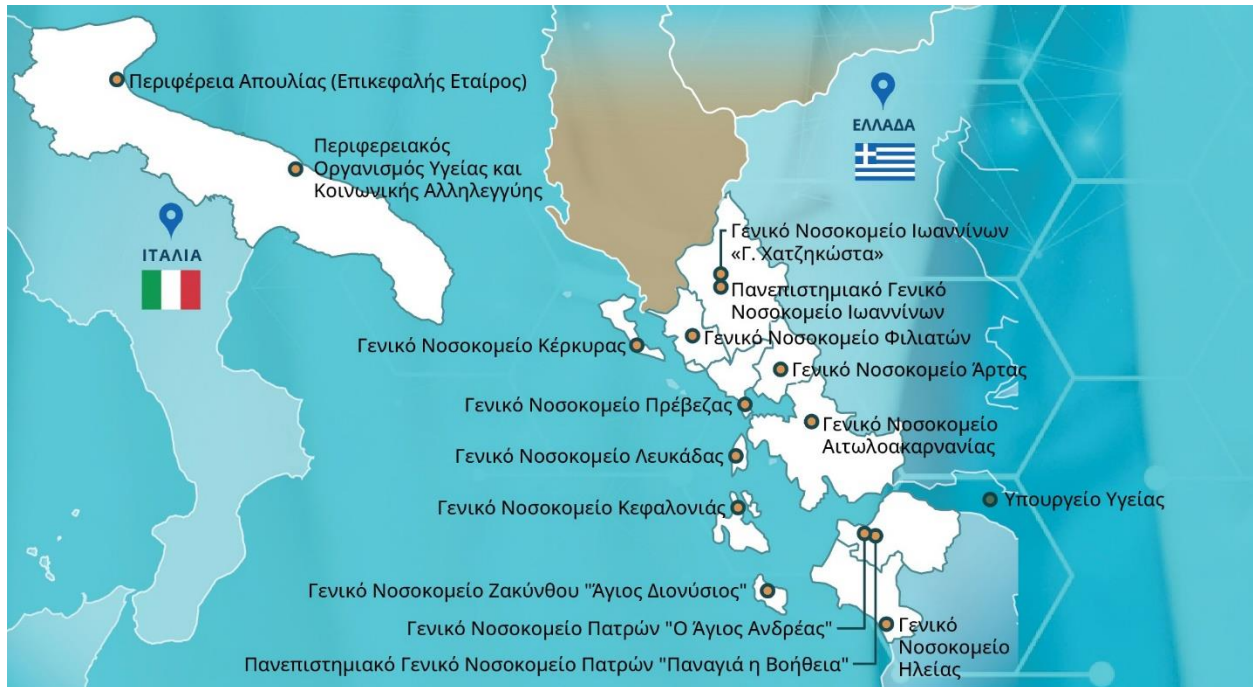 Περιφέρεια Απουλίας (Επικεφαλής Εταίρος)
Περιφερειακός
Οργανισμός Υγείας και
Κοινωνικής Αλληλεγγύης
ΙΤΑΛΙΑ
ΕΛΛΑΔΑ
Γενικό Νοσοκομείο Ιωαννίνων
«Γ. Χατζηκώστα»
Πανεπιστημιακό Γενικό
Νοσοκομείο Ιωαννίνων
Γενικό Νοσοκομείο Κέρκυρας
Γενικό Νοσοκομείο Φιλιατών
Γενικό Νοσοκομείο Άρτας
Γενικό Νοσοκομείο Πρέβεζας
Γενικό Νοσοκομείο
Αιτωλοακαρνανίας
Γενικό Νοσοκομείο Λευκάδας
Γενικό Νοσοκομείο Κεφαλονιάς
Υπουργείο Υγείας
Γενικό Νοσοκομείο Ζακύνθου "Άγιος Διονύσιος"
Γενικό Νοσοκομείο Πατρών "Ο Άγιος Ανδρέας"
Πανεπιστημιακό Γενικό Νοσοκομείο Πατρών "Παναγιά η Βοήθεια"
Γενικό
Νοσοκομείο
Ηλείας